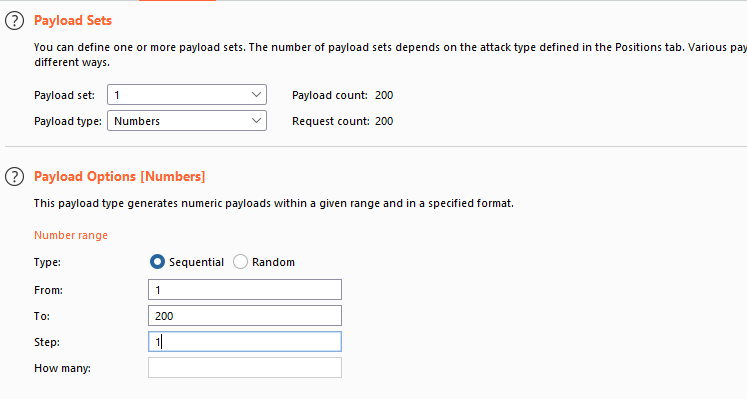 Payload Sets
You can define one or more payload sets. The number of payload sets depends on the attack type defined in the Positions tab. Various pay
different ways.
Payload set: 1 Payload count: 200
Payload type: Numbers Request count: 200
Payload Options [Numbers]
This payload type generates numeric payloads within a given range and in a specified format.
Number range
Type: Sequential Random
From: 1
To: 200
Step: 1
How many: